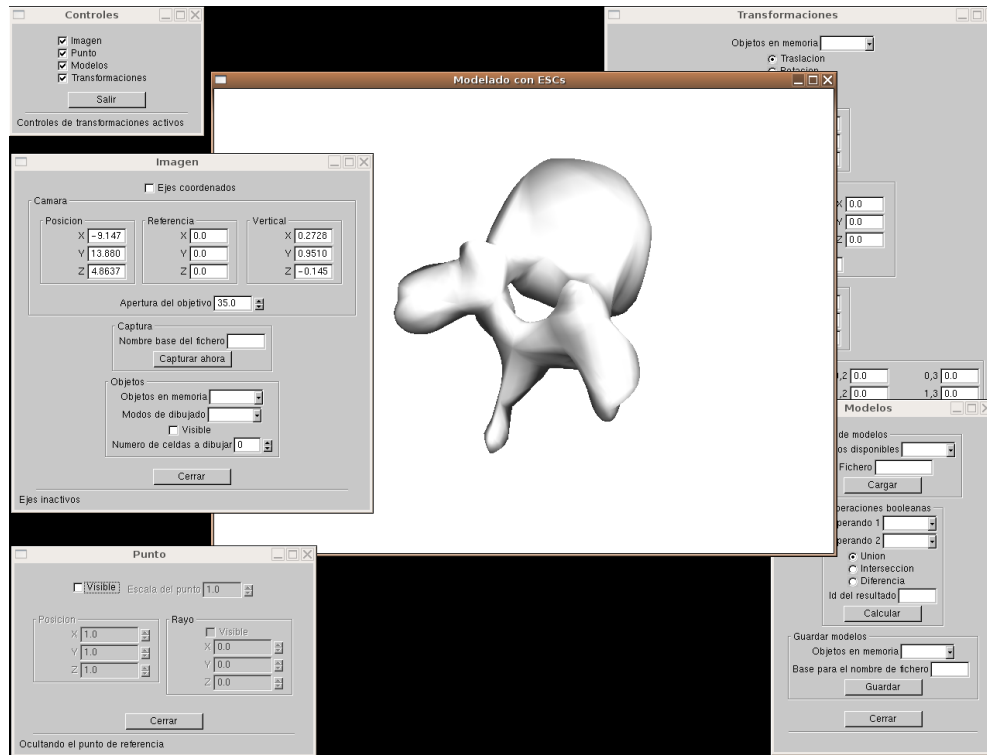 Controles
Imagen
Punto
Modelos
Transformaciones
Salir
Controles de transformaciones activos
Transformaciones
Objetos en memoria
Traslacion
Rotacion
X 0.0
Y 0.0
Z 0.0
0,2 0.0 0,3 0.0
1,2 0.0 1,3 0.0
Modelado con ESCs
Imagen
Ejes coordenados
Camara
Posicion Referencia Vertical
X -9.147 X 0.0 X 0.2728
Y 13.880 Y 0.0 Y 0.9510
Z 4.8637 Z 0.0 Z -0.145
Apertura del objetivo 35.0
Captura
Nombre base del fichero
Capturar ahora
Objetos
Objetos en memoria
Modos de dibujado
Visible
Numero de celdas a dibujar 0
Cerrar
Ejes inactivos
Punto
Visible Escala del punto 1.0
Posicion Rayo
Visible
X 1.0 X 0.0
Y 1.0 Y 0.0
Z 1.0 Z 0.0
Cerrar
Ocultando el punto de referencia
Modelos
de modelos
os disponibles
Fichero
Cargar
peraciones booleanas
perando 1
perando 2
Union
Interseccion
Diferencia
Id del resultado
Calcular
Guardar modelos
Objetos en memoria
Base para el nombre de fichero
Guardar
Cerrar